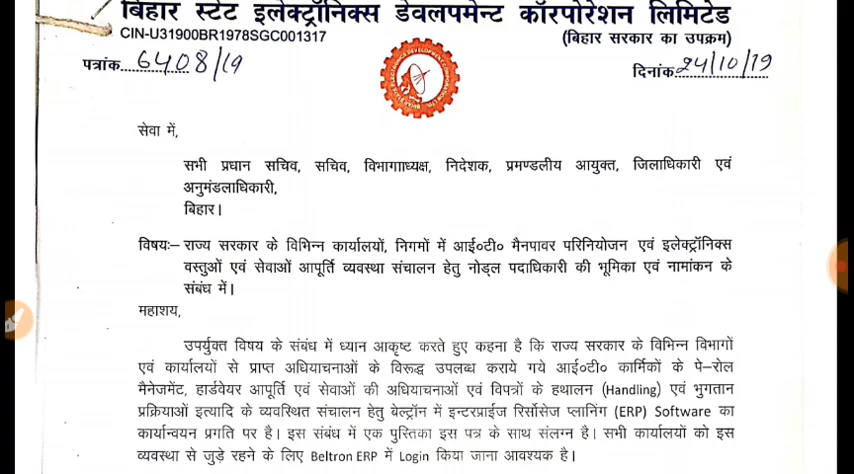 बिहार स्टेट इलेक्ट्रॉनिक्स डेवलपमेन्ट कॉरपोरेशन लिमिटेड
CIN-U31900BR1978SGC001317
(बिहार सरकार का उपक्रम)
पत्रांक...6408/19
दिनांक...24/10/19
सेवा में,
सभी प्रधान सचिव, सचिव, विभागााध्यक्ष, निदेशक, प्रमण्डलीय आयुक्त, जिलाधिकारी एवं
अनुमंडलाधिकारी,
बिहार।
विषयः– राज्य सरकार के विभिन्न कार्यालयों, निगमों में आई०टी० मैनपावर परिनियोजन एवं इलेक्ट्रॉनिक्स
वस्तुओं एवं सेवाओं आपूर्ति व्यवस्था संचालन हेतु नोड्ल पदाधिकारी की भूमिका एवं नामांकन के
संबंध में।
महाशय,
उपर्युक्त विषय के संबंध में ध्यान आकृष्ट करते हुए कहना है कि राज्य सरकार के विभिन्न विभागों
एवं कार्यालयों से प्राप्त अधियाचनाओं के विरूद्ध उपलब्ध कराये गये आई०टी० कार्मिकों के पे–रोल
मैनेजमेंट, हार्डवेयर आपूर्ति एवं सेवाओं की अधियाचनाओं एवं विपत्रों के हथालन (Handling) एवं भुगतान
प्रक्रियाओं इत्यादि के व्यवस्थित संचालन हेतु बेल्ट्रॉन में इन्टरप्राईज रिर्सोसेज प्लानिंग (ERP) Software का
कार्यान्वयन प्रगति पर है। इस संबंध में एक पुस्तिका इस पत्र के साथ संलग्न है। सभी कार्यालयों को इस
व्यवस्था से जुड़े रहने के लिए Beltron ERP में Login किया जाना आवश्यक है।